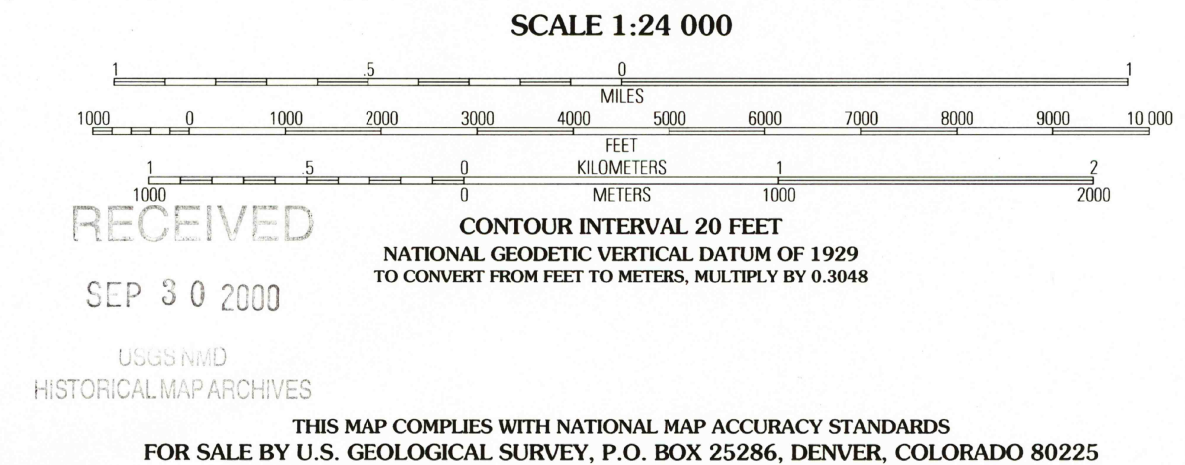 SCALE 1:24 000
1 .5 0 1
MILES
1000 0 1000 2000 3000 4000 5000 6000 7000 8000 9000 10 000
FEET
1 .5 0 KILOMETERS 1 2
1000 0 METERS 1000 2000
RECEIVED
CONTOUR INTERVAL 20 FEET
NATIONAL GEODETIC VERTICAL DATUM OF 1929
TO CONVERT FROM FEET TO METERS, MULTIPLY BY 0.3048
SEP 30 2000
USGS NMD
HISTORICAL MAP ARCHIVES
THIS MAP COMPLIES WITH NATIONAL MAP ACCURACY STANDARDS
FOR SALE BY U.S. GEOLOGICAL SURVEY, P.O. BOX 25286, DENVER, COLORADO 80225